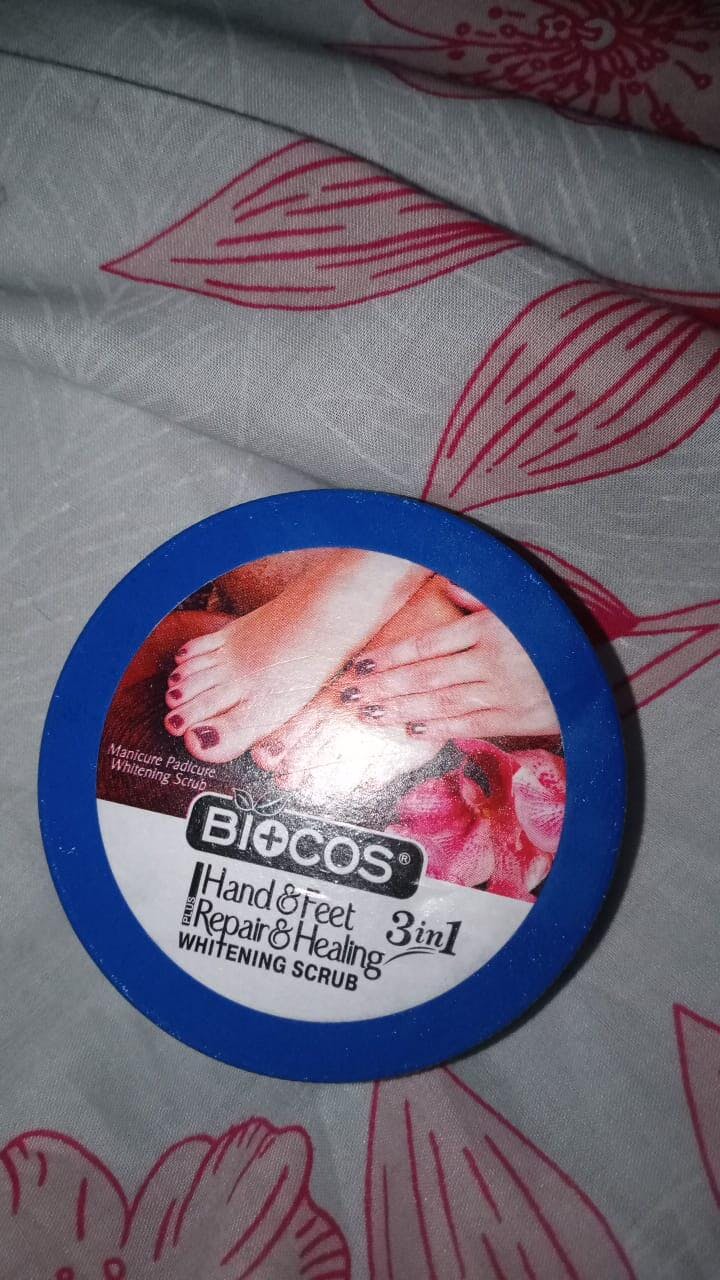 Manicure Padicure
Whitening Scrub
BIOCOS®
PLUS
Hand & Feet
Repair & Healing
3in1
WHITENING SCRUB